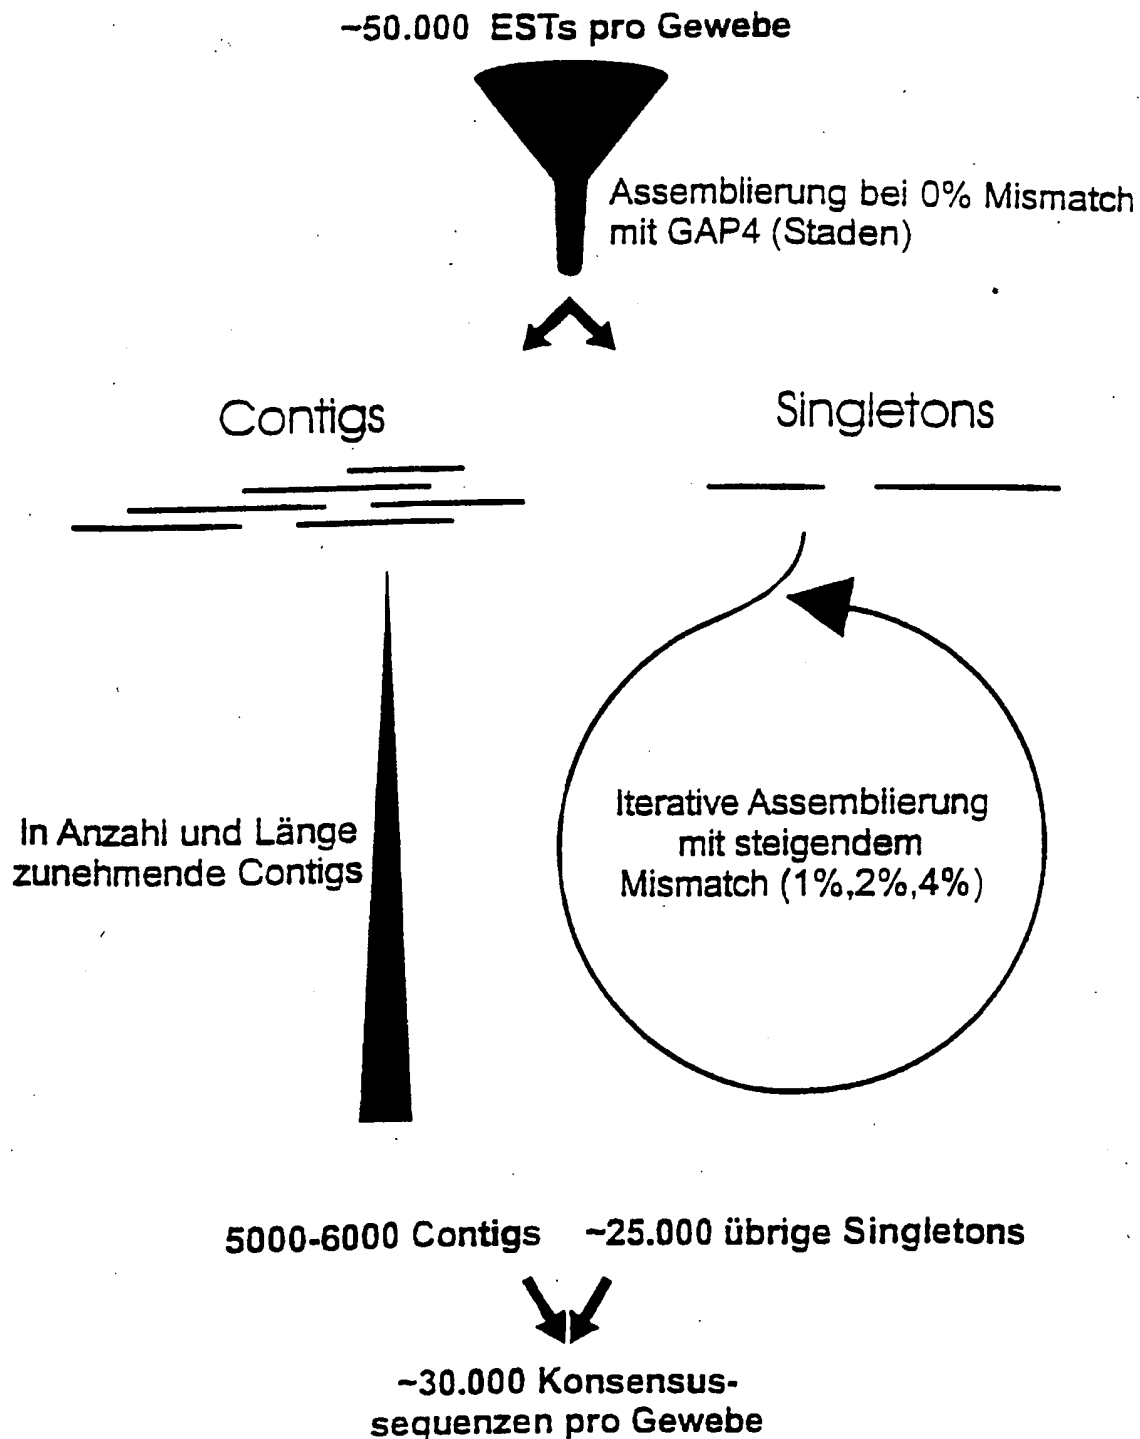 ~50.000 ESTs pro Gewebe
Assemblierung bei 0% Mismatch
mit GAP4 (Staden)
Contigs
Singletons
In Anzahl und Länge
zunehmende Contigs
Iterative Assemblierung
mit steigendem
Mismatch (1%,2%,4%)
5000-6000 Contigs
~25.000 übrige Singletons
~30.000 Konsensus-
sequenzen pro Gewebe